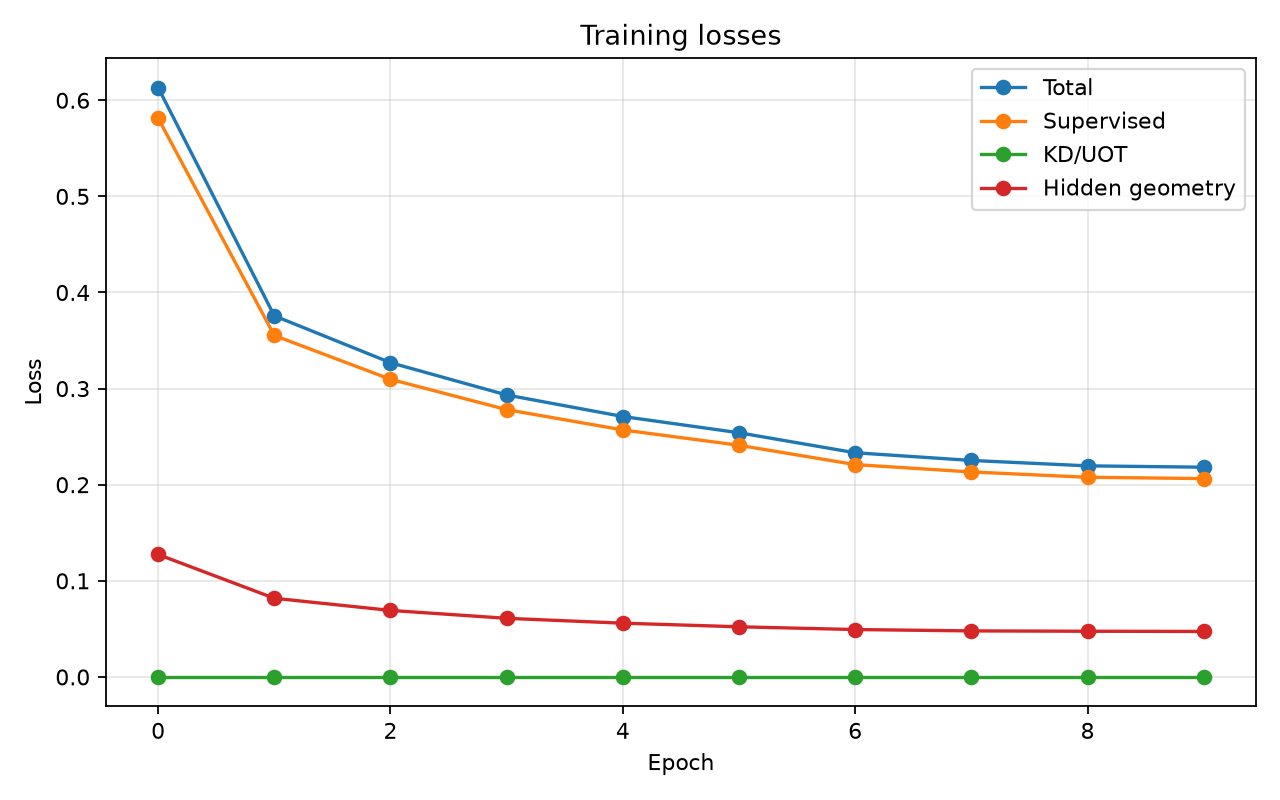 Training losses
Total
Supervised
KD/UOT
Hidden geometry
0.6
0.5
0.4
0.3
0.2
0.1
0.0
Loss
0 2 4 6 8
Epoch